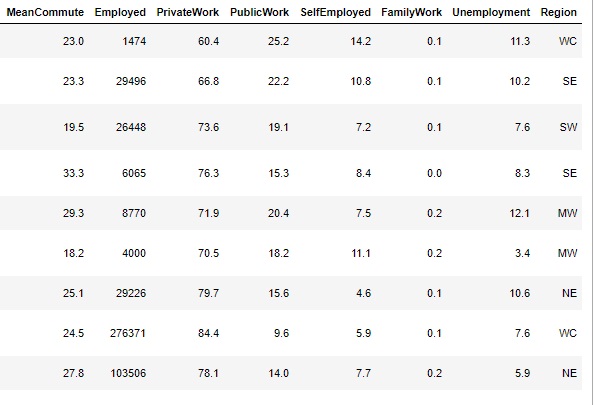 MeanCommute Employed PrivateWork PublicWork SelfEmployed FamilyWork Unemployment Region
23.0 1474 60.4 25.2 14.2 0.1 11.3 WC
23.3 29496 66.8 22.2 10.8 0.1 10.2 SE
19.5 26448 73.6 19.1 7.2 0.1 7.6 SW
33.3 6065 76.3 15.3 8.4 0.0 8.3 SE
29.3 8770 71.9 20.4 7.5 0.2 12.1 MW
18.2 4000 70.5 18.2 11.1 0.2 3.4 MW
25.1 29226 79.7 15.6 4.6 0.1 10.6 NE
24.5 276371 84.4 9.6 5.9 0.1 7.6 WC
27.8 103506 78.1 14.0 7.7 0.2 5.9 NE